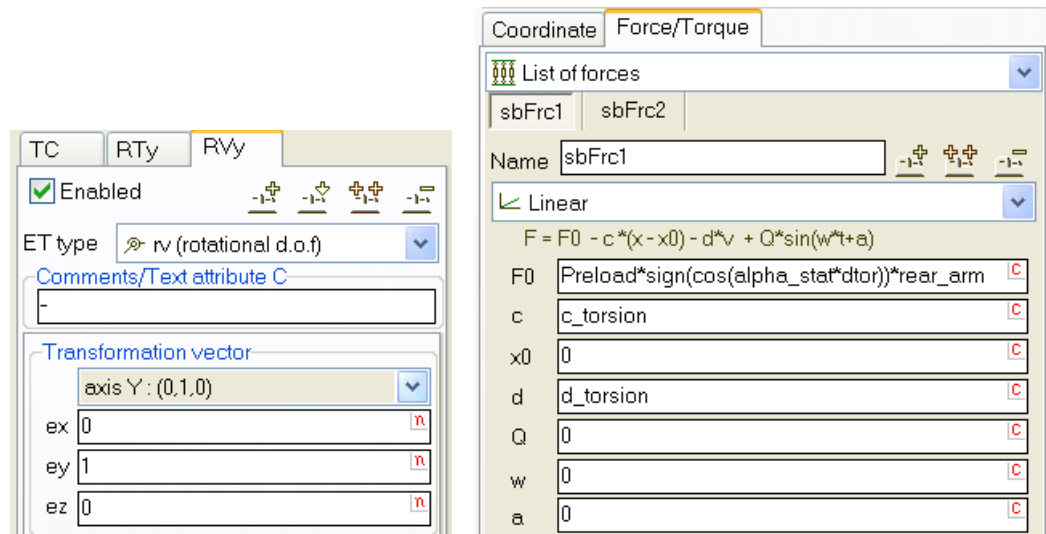 TC RTy RVy
Enabled
ET type rv (rotational d.o.f)
Comments/Text attribute C
-
Transformation vector
axis Y : (0,1,0)
ex 0 n
ey 1 n
ez 0 n
Coordinate Force/Torque
List of forces
sbFrc1 sbFrc2
Name sbFrc1
Linear
F = F0 - c*(x-x0) - d*v + Q*sin(w*t+a)
F0 Preload*sign(cos(alpha_stat*dtor))*rear_arm C
c c_torsion C
x0 0 C
d d_torsion C
Q 0 C
w 0 C
a 0 C